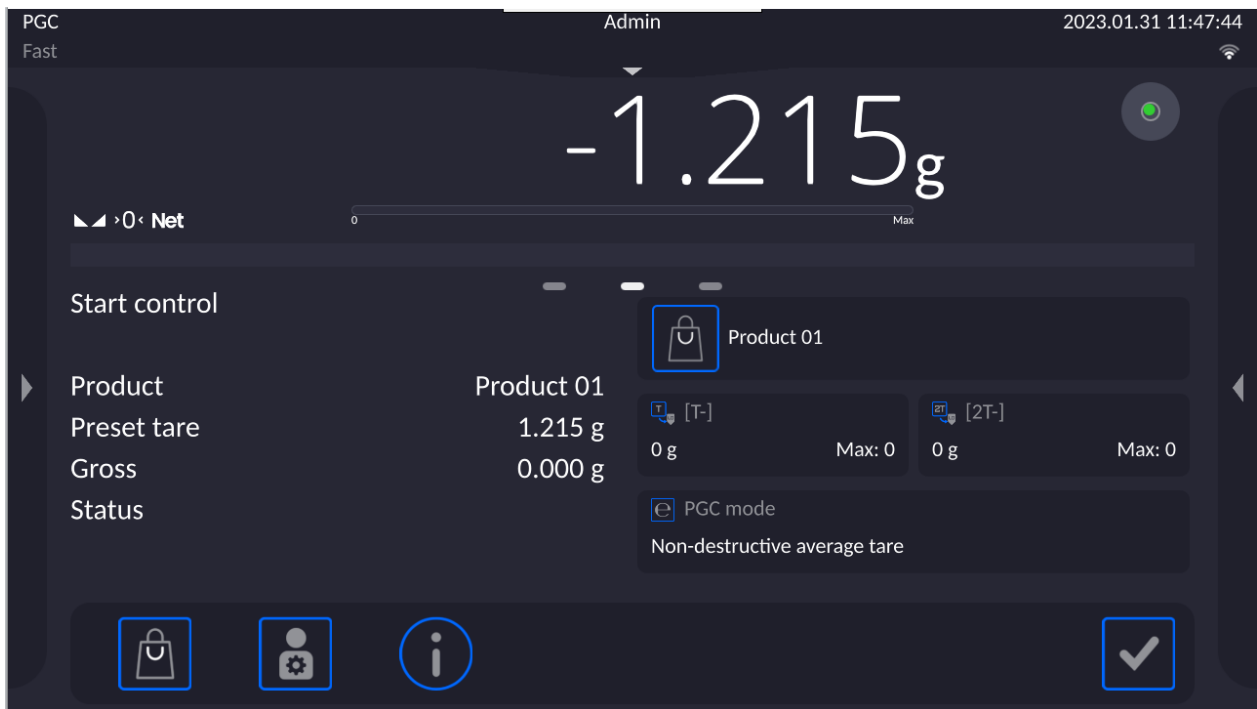 PGC
Admin
2023.01.31 11:47:44
Fast
-1.215g
>0< Net
0
Max
Start control
Product 01
Product Product 01
Preset tare 1.215 g
Gross 0.000 g
Status
T [T-]
0 g Max: 0
2T [2T-]
0 g Max: 0
e PGC mode
Non-destructive average tare
i